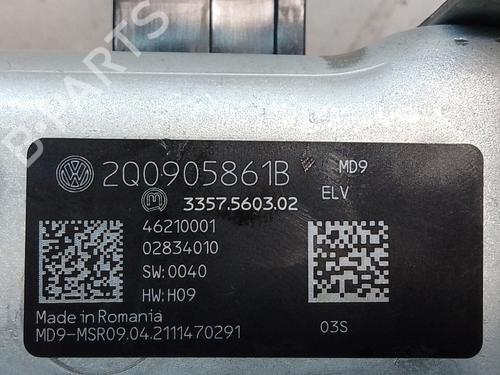 2Q0905861B
MD9
ELV
3357.5603.02
46210001
02834010
SW:0040
HW:H09
Made in Romania
MD9-MSR09.04.2111470291
03S
B-PARTS